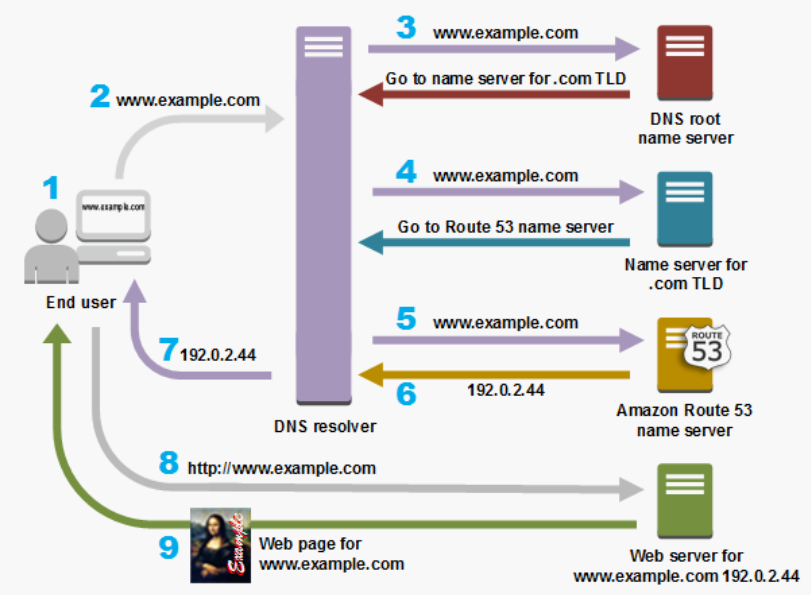 3 www.example.com
Go to name server for .com TLD
DNS root
name server
2 www.example.com
1
www.example.com
End user
4 www.example.com
Go to Route 53 name server
Name server for
.com TLD
5 www.example.com
ROUTE
53
6 192.0.2.44
Amazon Route 53
name server
7 192.0.2.44
DNS resolver
8 http://www.example.com
9
Example
Web page for
www.example.com
Web server for
www.example.com 192.0.2.44